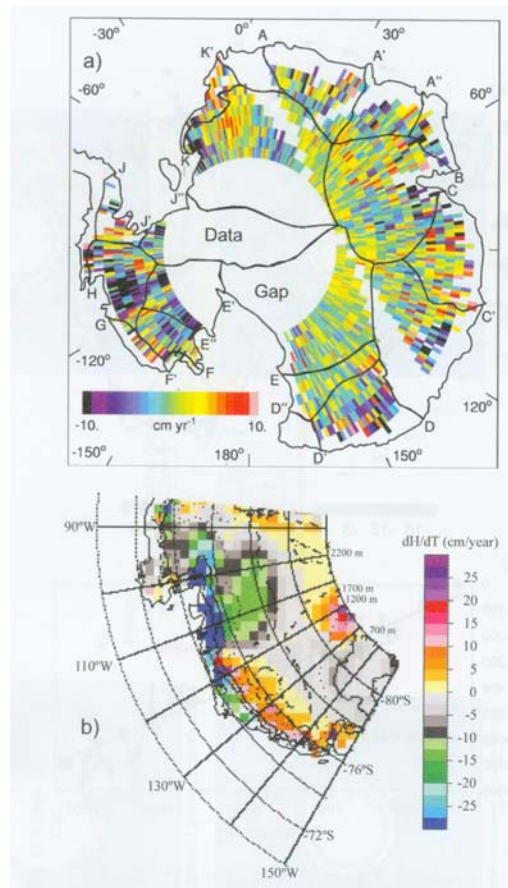 -30° A 0° 30°
K' A'
a) A"
-60° 60°
K B
J C
J"
J' Data
H Gap
G E' C'
E"
-120° F' F E 120°
D" D
-10. cm yr⁻¹ 10.
-150° 180° D' 150°
90°W dH/dT (cm/year)
2200 m 25
1700 m 20
1200 m 15
700 m 10
110°W 5
0
-80°S -5
b) -10
-76°S -15
130°W -20
-72°S -25
150°W